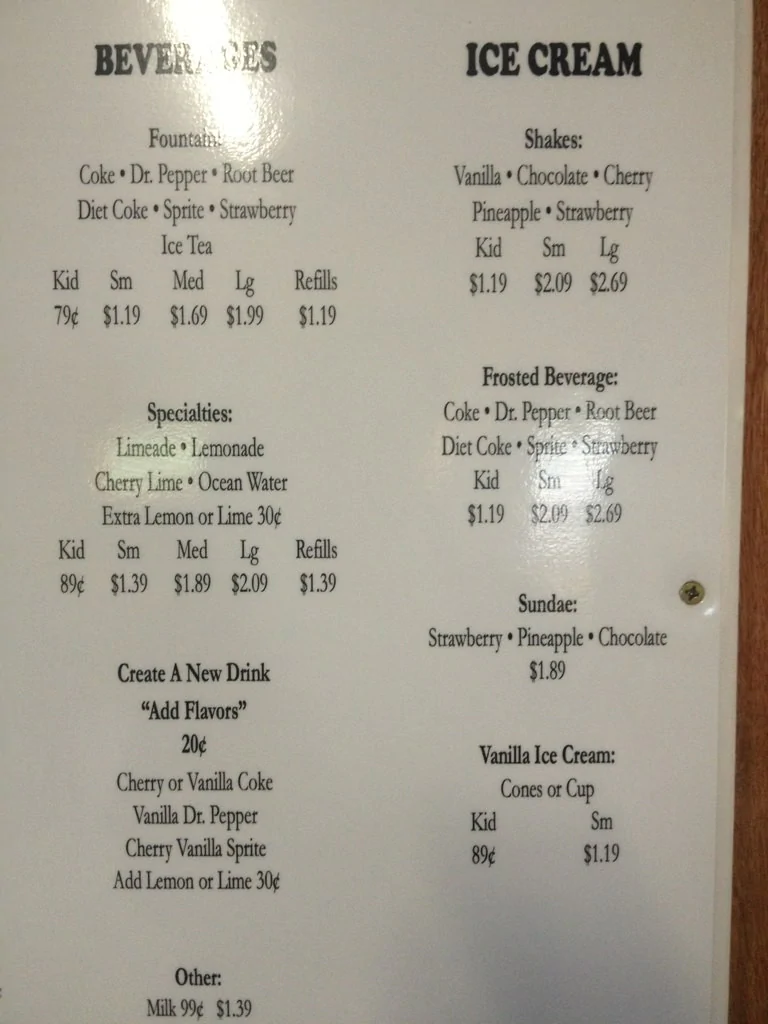 BEVERAGES
Fountain:
Coke • Dr. Pepper • Root Beer
Diet Coke • Sprite • Strawberry
Ice Tea
Kid Sm Med Lg Refills
79¢ $1.19 $1.69 $1.99 $1.19
Specialties:
Limeade • Lemonade
Cherry Lime • Ocean Water
Extra Lemon or Lime 30¢
Kid Sm Med Lg Refills
89¢ $1.39 $1.89 $2.09 $1.39
Create A New Drink
“Add Flavors”
20¢
Cherry or Vanilla Coke
Vanilla Dr. Pepper
Cherry Vanilla Sprite
Add Lemon or Lime 30¢
Other:
Milk 99¢ $1.39
ICE CREAM
Shakes:
Vanilla • Chocolate • Cherry
Pineapple • Strawberry
Kid Sm Lg
$1.19 $2.09 $2.69
Frosted Beverage:
Coke • Dr. Pepper • Root Beer
Diet Coke • Sprite • Strawberry
Kid Sm Lg
$1.19 $2.09 $2.69
Sundae:
Strawberry • Pineapple • Chocolate
$1.89
Vanilla Ice Cream:
Cones or Cup
Kid Sm
89¢ $1.19